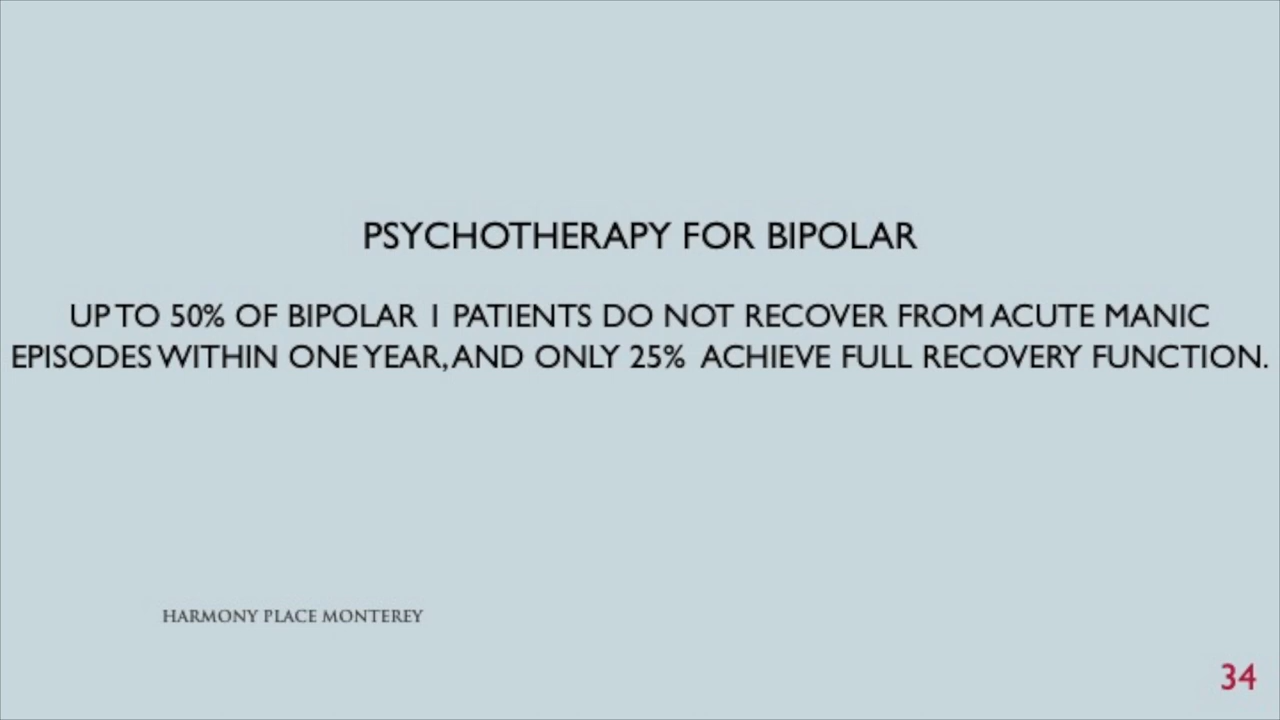 PSYCHOTHERAPY FOR BIPOLAR
UP TO 50% OF BIPOLAR 1 PATIENTS DO NOT RECOVER FROM ACUTE MANIC
EPISODES WITHIN ONE YEAR, AND ONLY 25% ACHIEVE FULL RECOVERY FUNCTION.
HARMONY PLACE MONTEREY
34